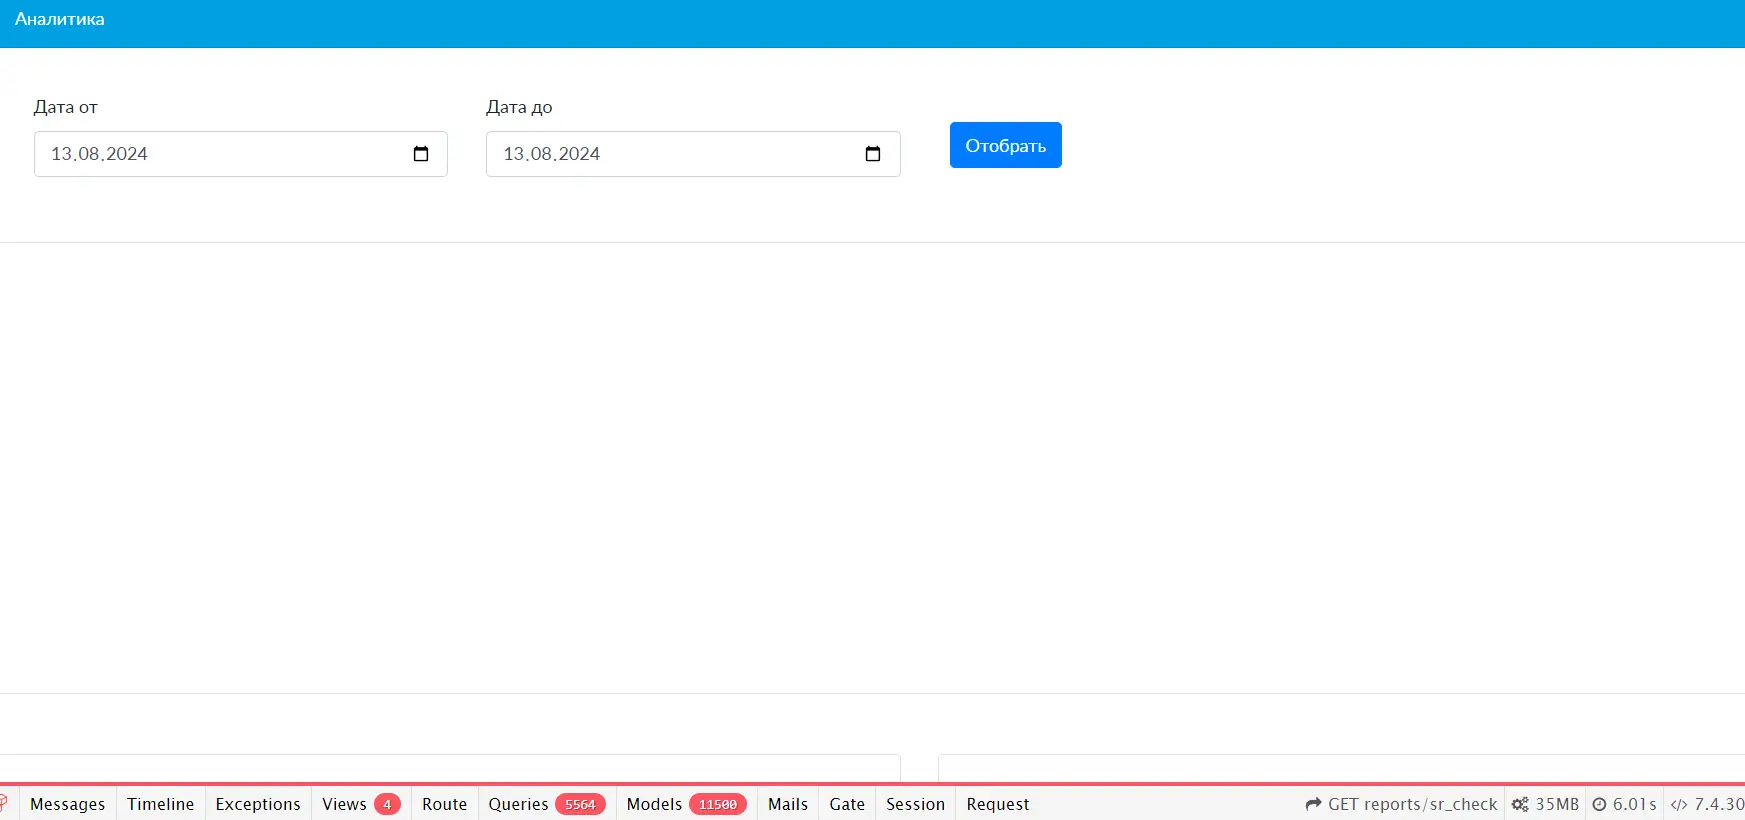 Аналитика
Дата от
Дата до
13.08.2024
13.08.2024
Отобрать
Messages Timeline Exceptions Views 4 Route Queries 5564 Models 11500 Mails Gate Session Request GET reports/sr_check 35MB 6.01s 7.4.30